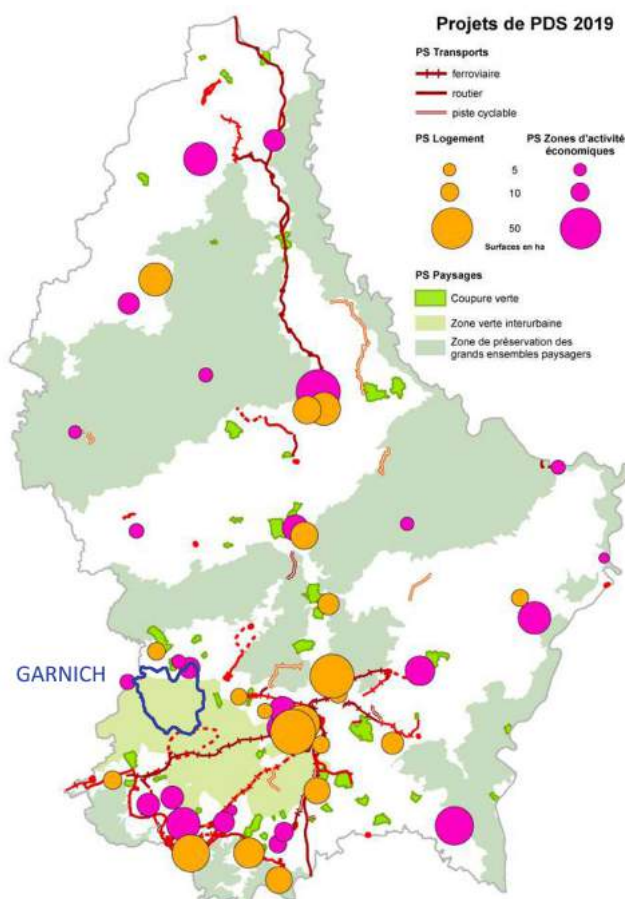 Projets de PDS 2019
PS Transports
ferroviaire
routier
piste cyclable
PS Logement
PS Zones d'activité
économiques
5
10
50
Surfaces en ha
PS Paysages
Coupure verte
Zone verte interurbaine
Zone de préservation des
grands ensembles paysagers
GARNICH